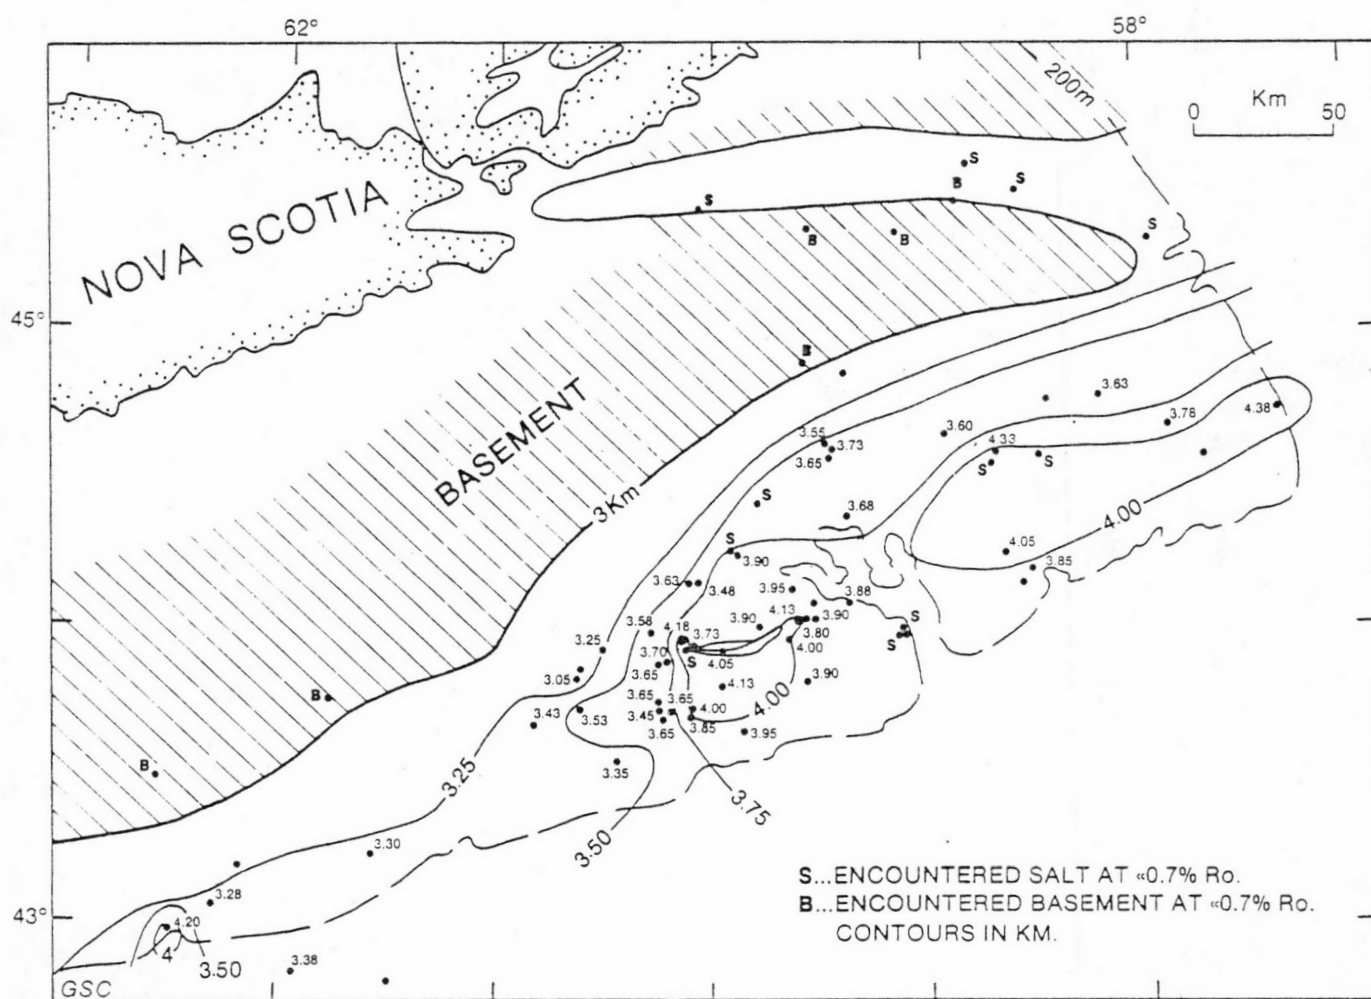 62°
58°
200m
Km
0 50
S
S
B
S
S
B
B
NOVA SCOTIA
45°
B
BASEMENT
3.63
3.78
4.38
3.55
3.73
3.65
3.60
4.33
S
S
3Km
S
3.68
4.00
S
3.90
4.05
3.85
3.63
3.48
3.95
3.88
3.58
4.18
3.73
3.90
4.13
3.90
3.80
S
S
3.25
3.70
3.65
S
4.05
4.00
3.05
4.13
3.90
B
3.65
3.65
4.00
4.00
3.43
3.53
3.45
3.65
3.85
3.95
B
3.35
3.25
3.75
3.50
3.30
S...ENCOUNTERED SALT AT «0.7% Ro.
3.28
B...ENCOUNTERED BASEMENT AT «0.7% Ro.
43°
4.20
CONTOURS IN KM.
4
3.50
3.38
GSC